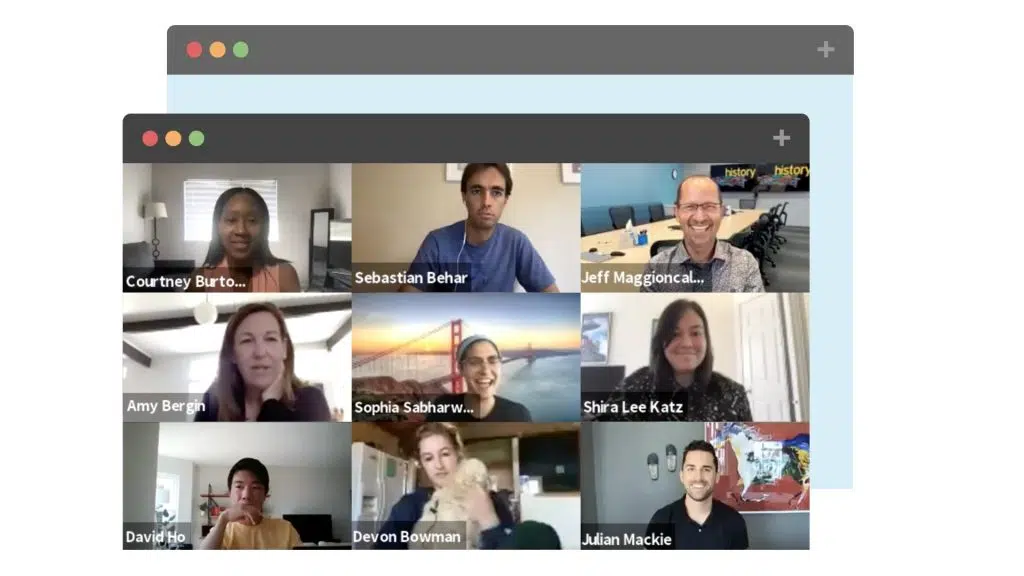 history history
Courtney Burto...
Sebastian Behar
Jeff Maggioncal...
Amy Bergin
Sophia Sabharw...
Shira Lee Katz
David Ho
Devon Bowman
Julian Mackie